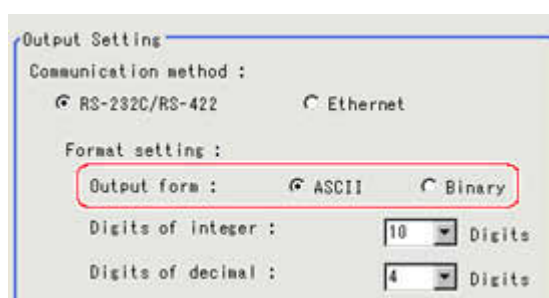 Output Setting
Communication method :
RS-232C/RS-422 Ethernet
Format setting :
Output form : ASCII Binary
Digits of integer : 10 Digits
Digits of decimal : 4 Digits